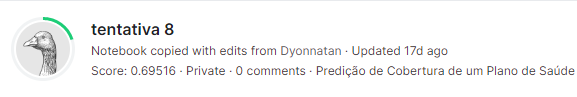 tentativa 8
Notebook copied with edits from Dyonnatan · Updated 17d ago
Score: 0.69516 · Private · 0 comments · Predição de Cobertura de um Plano de Saúde